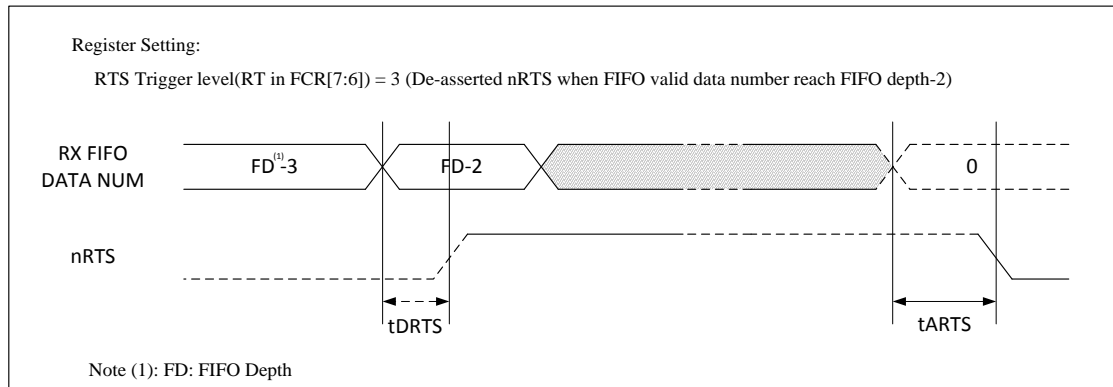 Register Setting:
RTS Trigger level(RT in FCR[7:6]) = 3 (De-asserted nRTS when FIFO valid data number reach FIFO depth-2)
RX FIFO
DATA NUM
FD(1)-3
FD-2
0
nRTS
tDRTS
tARTS
Note (1): FD: FIFO Depth